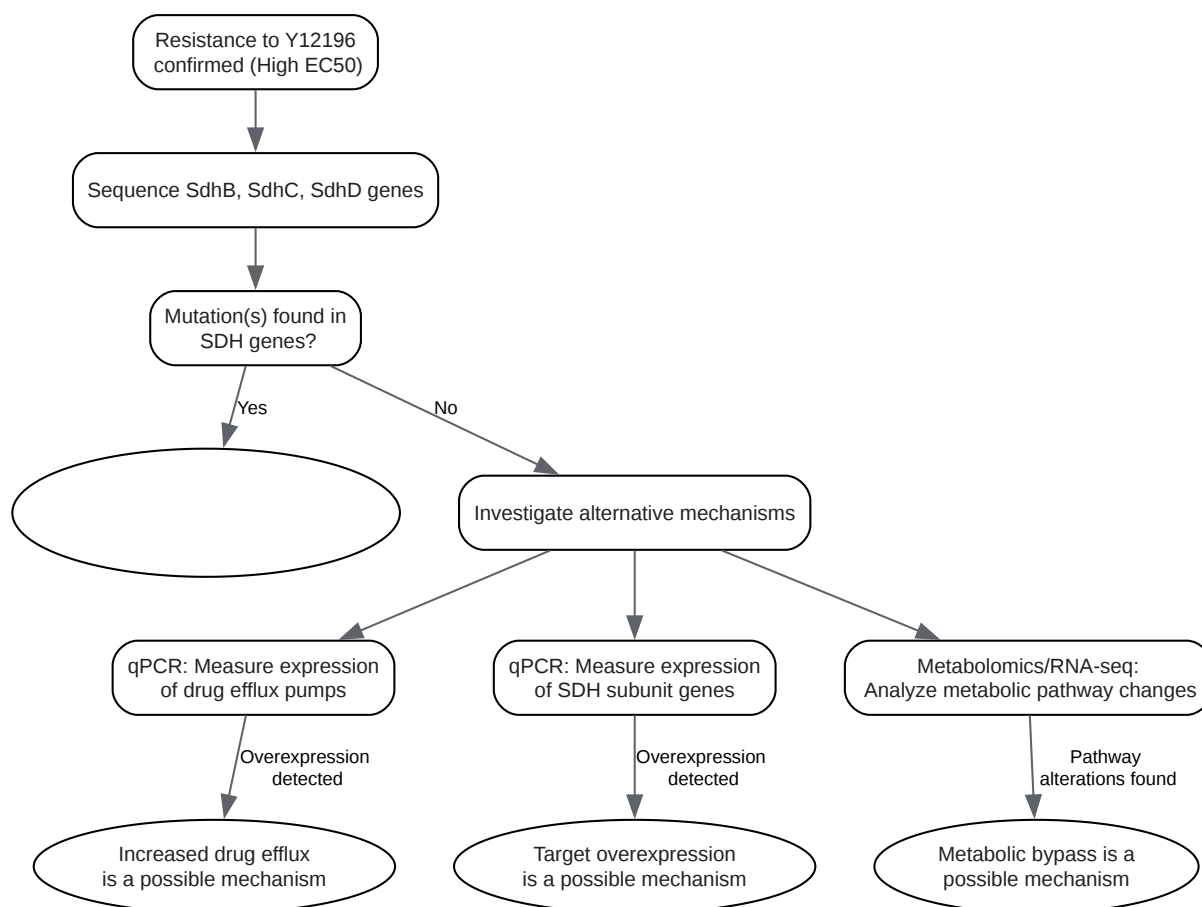 Resistance to Y12196
confirmed (High EC50)
Sequence SdhB, SdhC, SdhD genes
Mutation(s) found in
SDH genes?
Yes
No
Investigate alternative mechanisms
qPCR: Measure expression
of drug efflux pumps
qPCR: Measure expression
of SDH subunit genes
Metabolomics/RNA-seq:
Analyze metabolic pathway changes
Overexpression
detected
Overexpression
detected
Pathway
alterations found
Increased drug efflux
is a possible mechanism
Target overexpression
is a possible mechanism
Metabolic bypass is a
possible mechanism